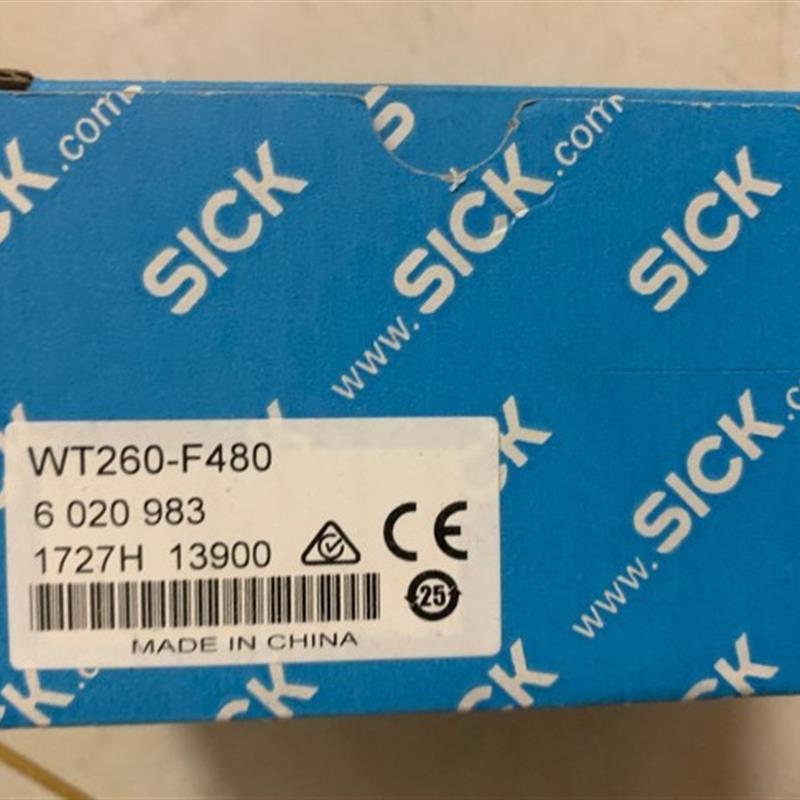 .com
SICK
www.SICK.com
SICK
www.SICK.c
WT260-F480
6 020 983
1727H 13900
CE
25
MADE IN CHINA